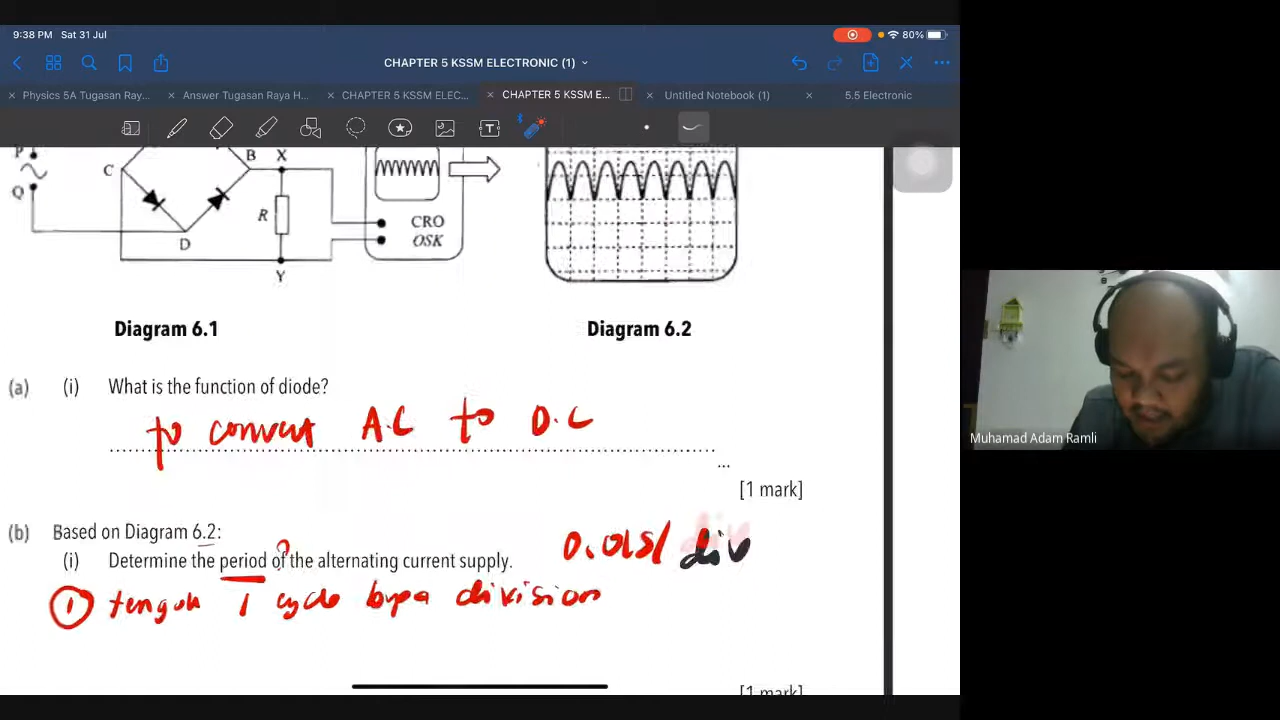 9:38 PM Sat 31 Jul
80%
CHAPTER 5 KSSM ELECTRONIC (1)
Physics 5A Tugasan Ray...
Answer Tugasan Raya H...
CHAPTER 5 KSSM ELEC...
CHAPTER 5 KSSM E...
Untitled Notebook (1)
5.5 Electronic
P
Q
C
B
X
R
D
Y
CRO
OSK
Diagram 6.1
Diagram 6.2
(a) (i) What is the function of diode?
to convert A.C to D.C
...
[1 mark]
(b) Based on Diagram 6.2:
(i) Determine the period of the alternating current supply.
0.01s/div
1 tengok 1 cycle bypa division
[1 mark]
Muhamad Adam Ramli